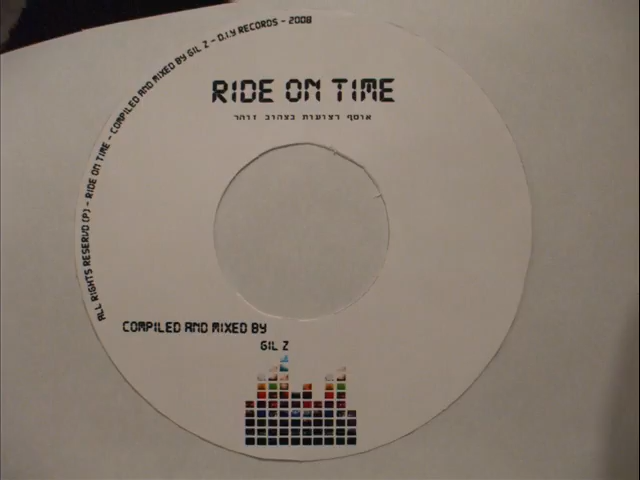 ALL RIGHTS RESERVD (P) - RIDE ON TIME - COMPILED AND MIXED BY GIL Z - D.I.Y RECORDS - 2008
RIDE ON TIME
אוסף רצועות בצהוב זוהר
COMPILED AND MIXED BY
GIL Z